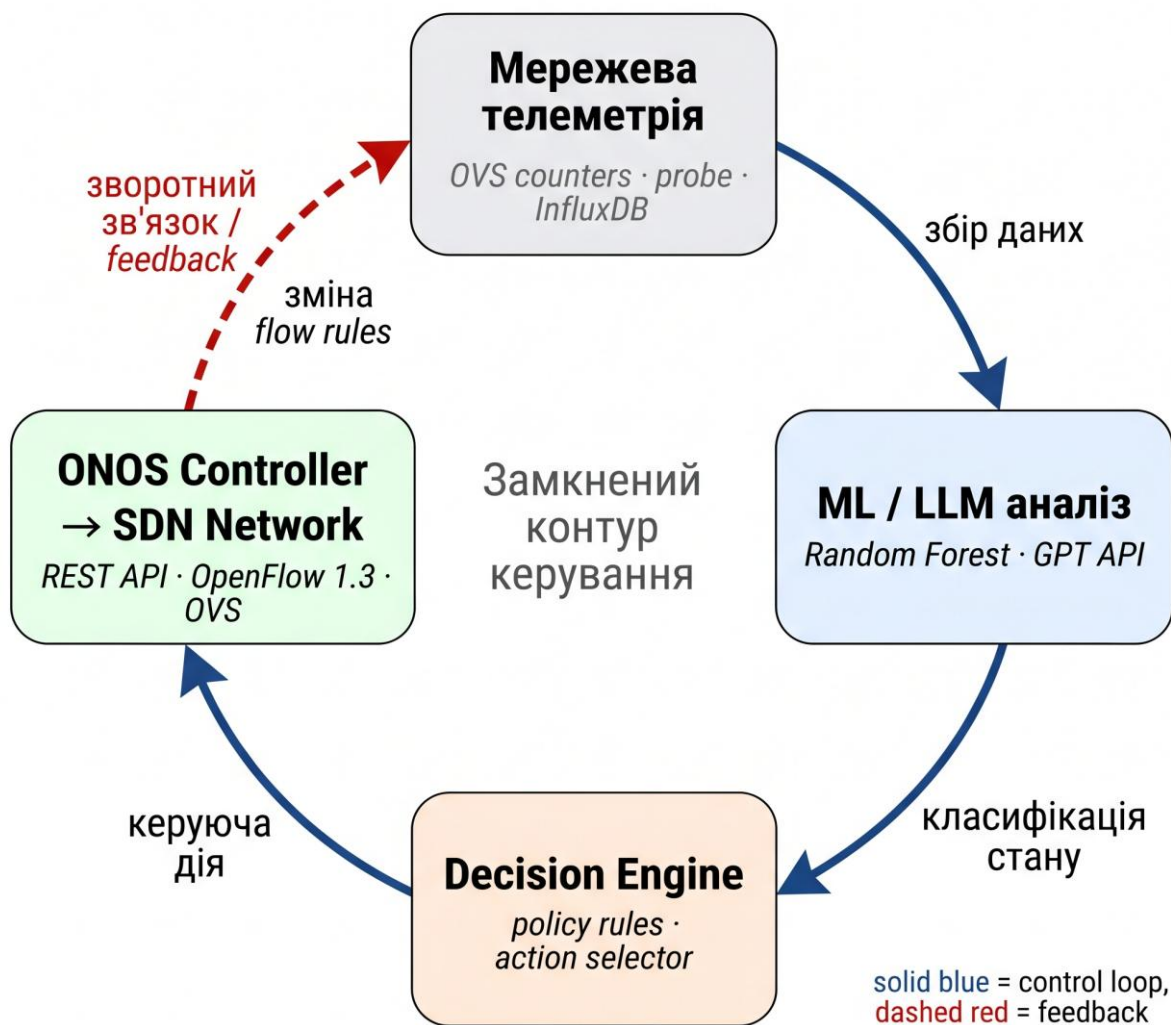 Мережева
телеметрія
OVS counters · probe ·
InfluxDB
зворотний
зв'язок /
feedback
збір даних
зміна
flow rules
ONOS Controller
→ SDN Network
REST API · OpenFlow 1.3 ·
OVS
Замкнений
контур
керування
ML / LLM аналіз
Random Forest · GPT API
керуюча
дія
класифікація
стану
Decision Engine
policy rules ·
action selector
solid blue = control loop,
dashed red = feedback